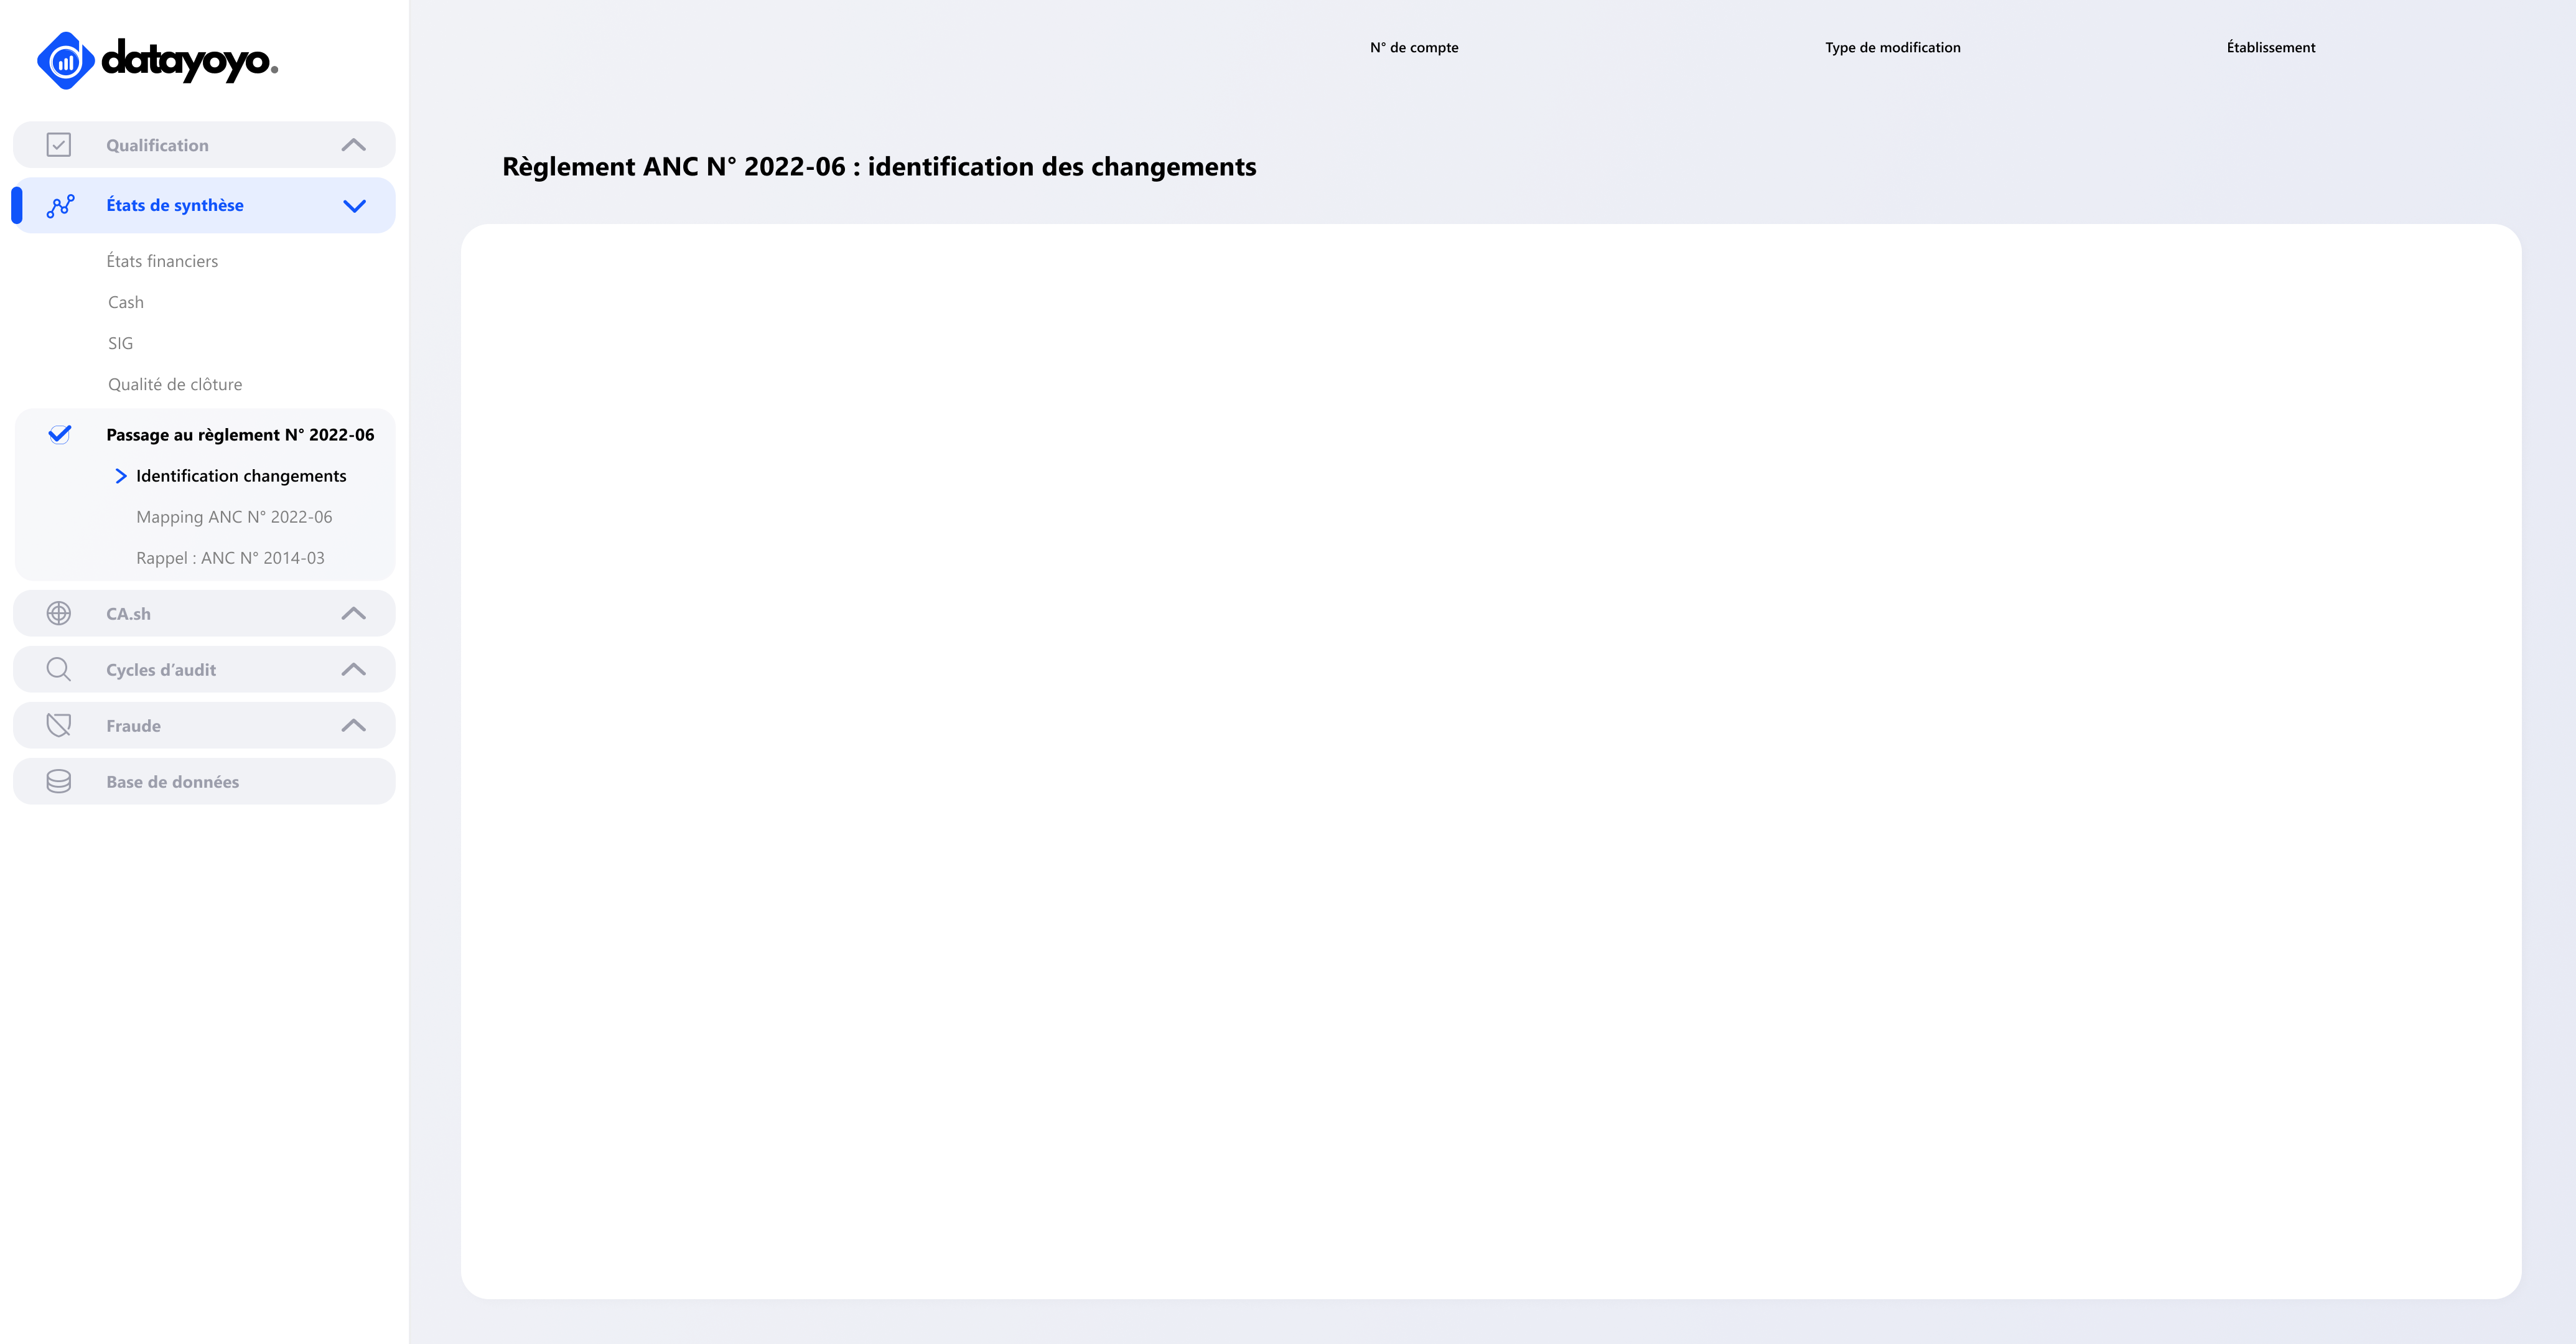 datayoyo.
Qualification
États de synthèse
États financiers
Cash
SIG
Qualité de clôture
Passage au règlement N° 2022-06
Identification changements
Mapping ANC N° 2022-06
Rappel : ANC N° 2014-03
CA.sh
Cycles d’audit
Fraude
Base de données
N° de compte
Type de modification
Établissement
Règlement ANC N° 2022-06 : identification des changements